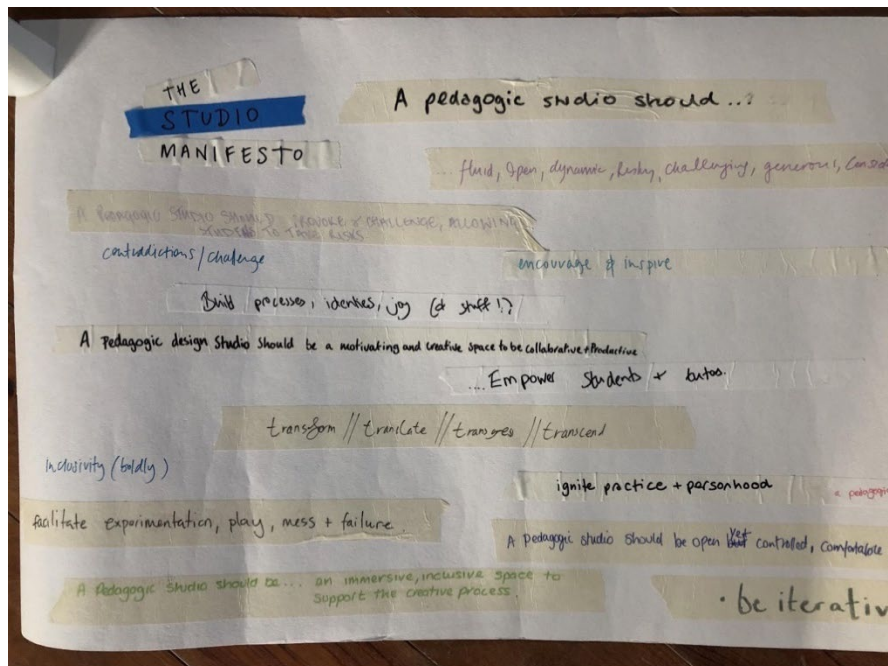 THE
STUDIO
MANIFESTO
A pedagogic studio should...?
... fluid, Open, dynamic, Risky, challenging, generous,
A PEDAGOGIC STUDIO SHOULD PROVOKE & CHALLENGE, ALLOWING
STUDENTS TO TAKE RISKS
contradictions/challenge
encourage & inspire
Build processes, identies, joy (& stuff!?)
A Pedagogic design Studio should be a motivating and creative space to be collaborative + Productive
.... Empower Students +
transform // translate // transgres // transcend
Inclusivity (boldly)
ignite practice + personhood
facilitate experimentation, play, mess + failure.
A pedagogic studio should be open yet controlled, comfortable
A Pedagogic Studio should be... an immersive, inclusive space to
support the creative process.
• be iterativ